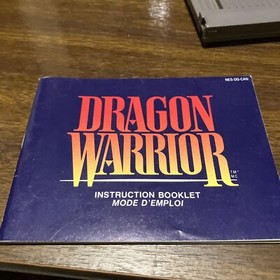 NES-DQ-CAN
DRAGON
WARRIOR
TM*
MC
INSTRUCTION BOOKLET
MODE D'EMPLOI